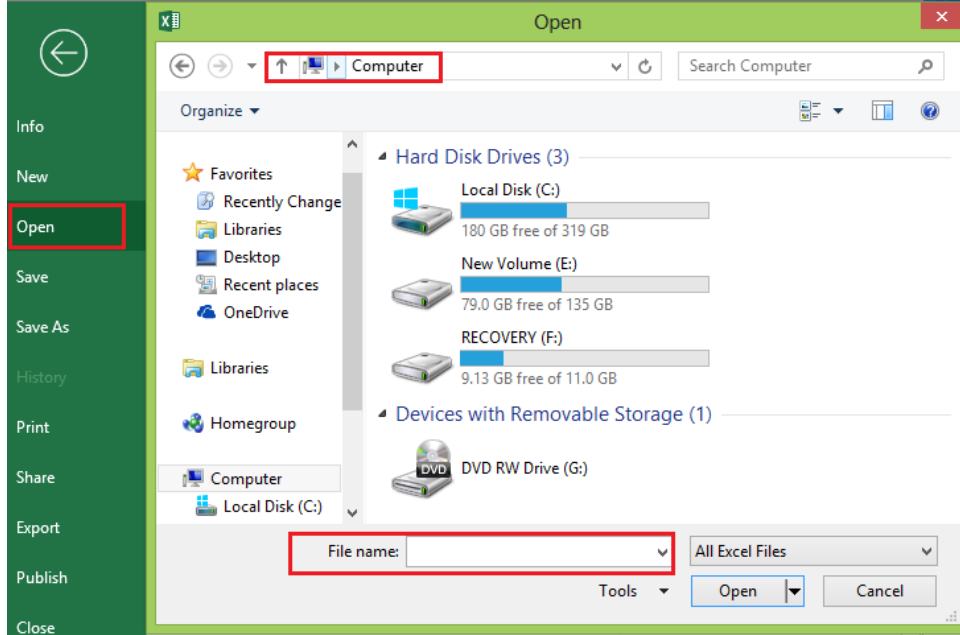 Open
Computer
Search Computer
Organize
Info
New
Open
Save
Save As
History
Print
Share
Export
Publish
Close
Favorites
Recently Change
Libraries
Desktop
Recent places
OneDrive
Libraries
Homegroup
Computer
Local Disk (C:)
Hard Disk Drives (3)
Local Disk (C:)
180 GB free of 319 GB
New Volume (E:)
79.0 GB free of 135 GB
RECOVERY (F:)
9.13 GB free of 11.0 GB
Devices with Removable Storage (1)
DVD
DVD RW Drive (G:)
File name:
All Excel Files
Tools
Open
Cancel